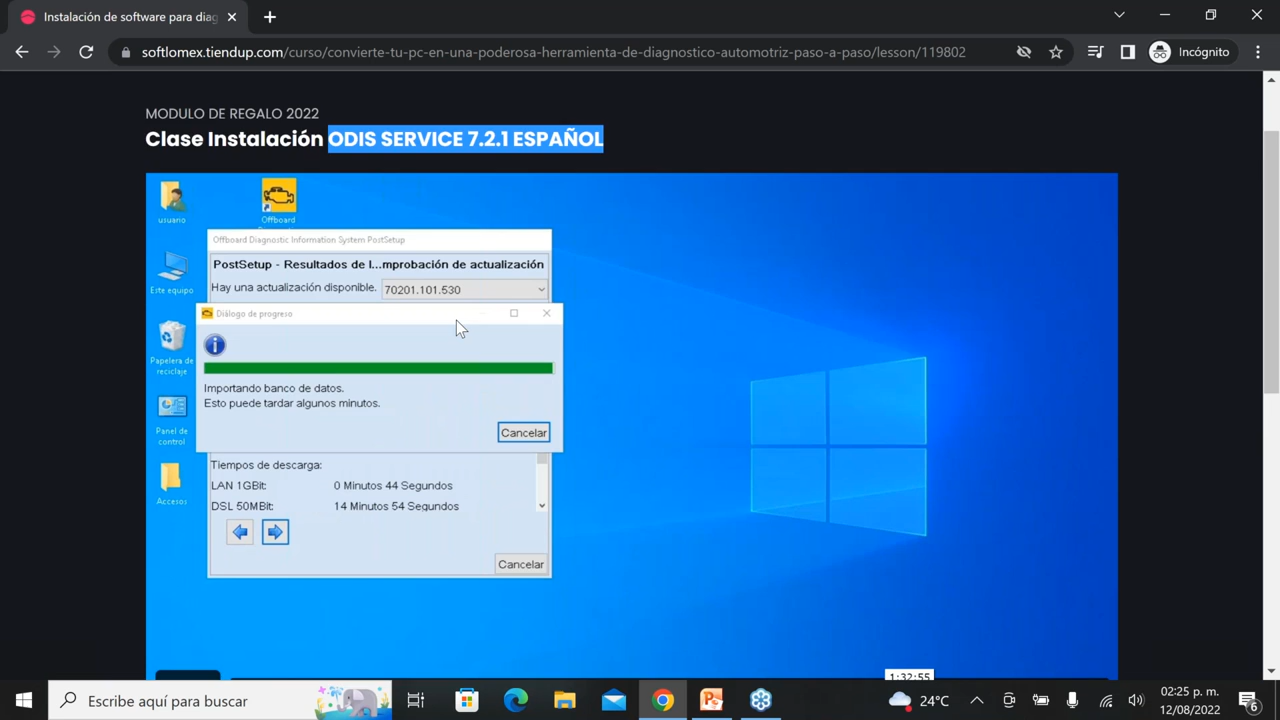 Instalación de software para diag
softlomex.tiendup.com/curso/convierte-tu-pc-en-una-poderosa-herramienta-de-diagnostico-automotriz-paso-a-paso/lesson/119802
Incógnito
MODULO DE REGALO 2022
Clase Instalación ODIS SERVICE 7.2.1 ESPAÑOL
usuario
Offboard
Offboard Diagnostic Information System PostSetup
PostSetup - Resultados de l...mprobación de actualización
Hay una actualización disponible. 70201.101.530
Este equipo
Diálogo de progreso
Papelera de
reciclaje
Importando banco de datos.
Esto puede tardar algunos minutos.
Cancelar
Panel de
control
Tiempos de descarga:
LAN 1GBit: 0 Minutos 44 Segundos
DSL 50MBit: 14 Minutos 54 Segundos
Accesos
Cancelar
1:32:55
Escribe aquí para buscar
24°C
02:25 p. m.
12/08/2022
6